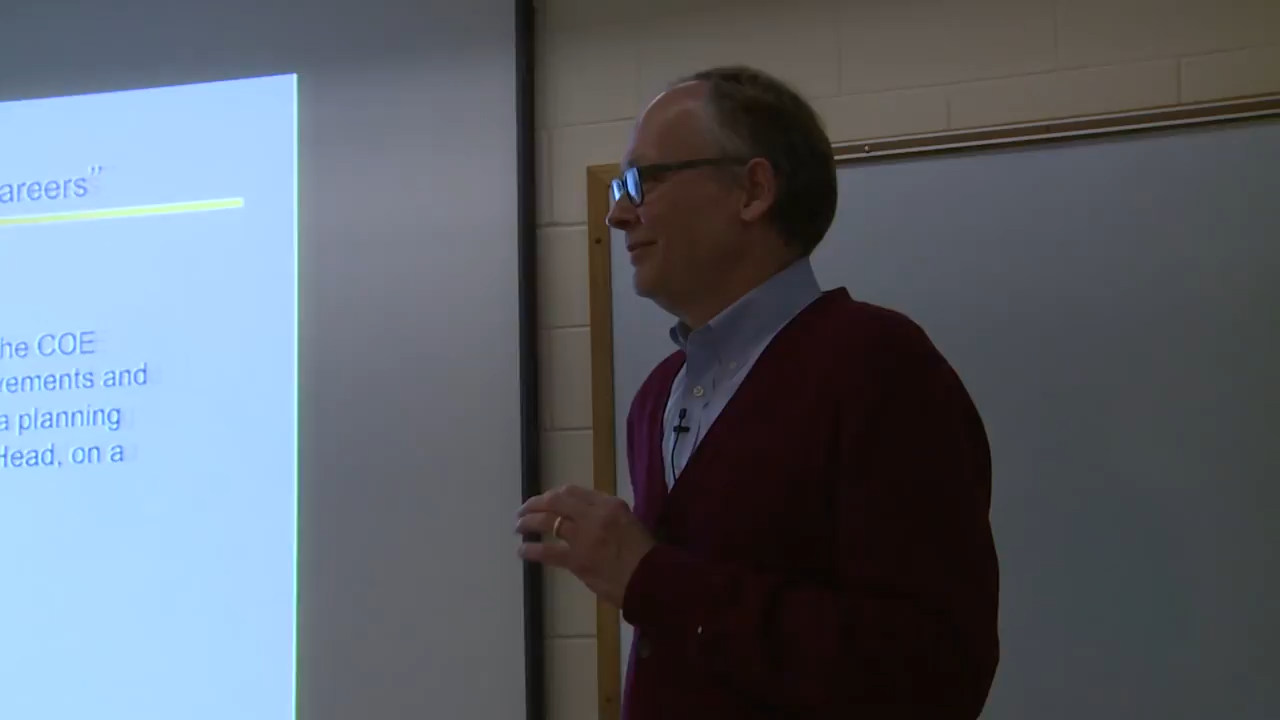 areers”
he COE
vements and
a planning
Head, on a